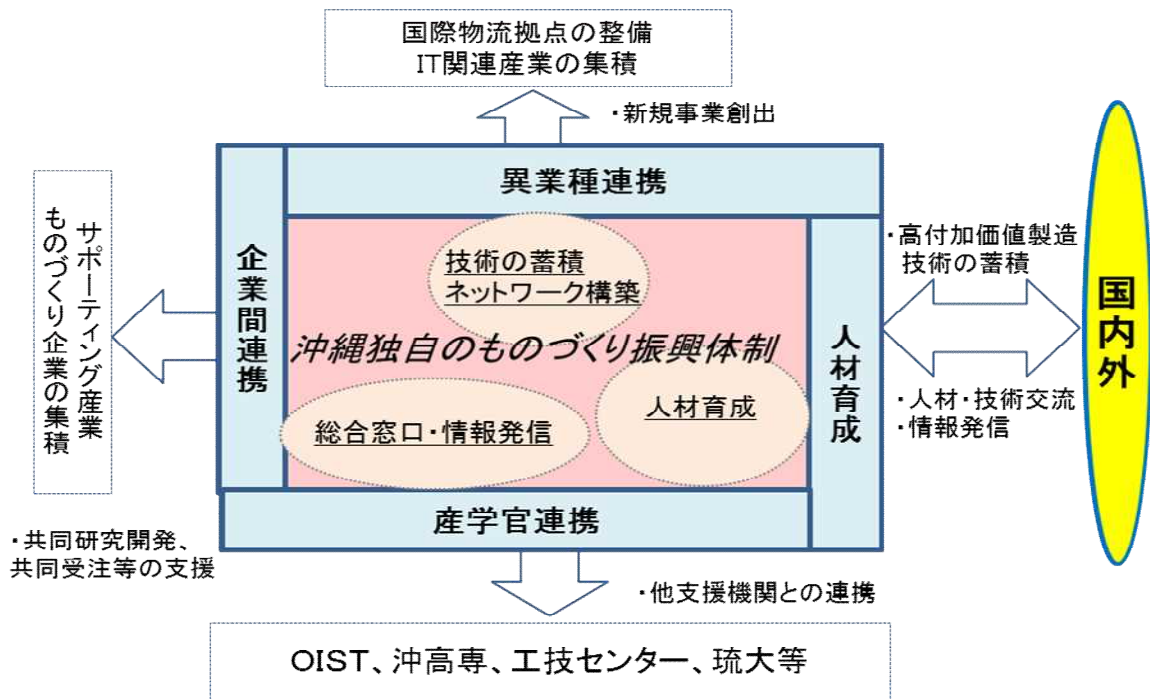 国際物流拠点の整備
IT関連産業の集積
・新規事業創出
異業種連携
サポーティング産業
ものづくり企業の集積
企業間連携
技術の蓄積
ネットワーク構築
沖縄独自のものづくり振興体制
総合窓口・情報発信
人材育成
人材育成
・高付加価値製造
技術の蓄積
国内外
・人材・技術交流
・情報発信
産学官連携
・共同研究開発、
共同受注等の支援
・他支援機関との連携
OIST、沖高専、工技センター、琉大等